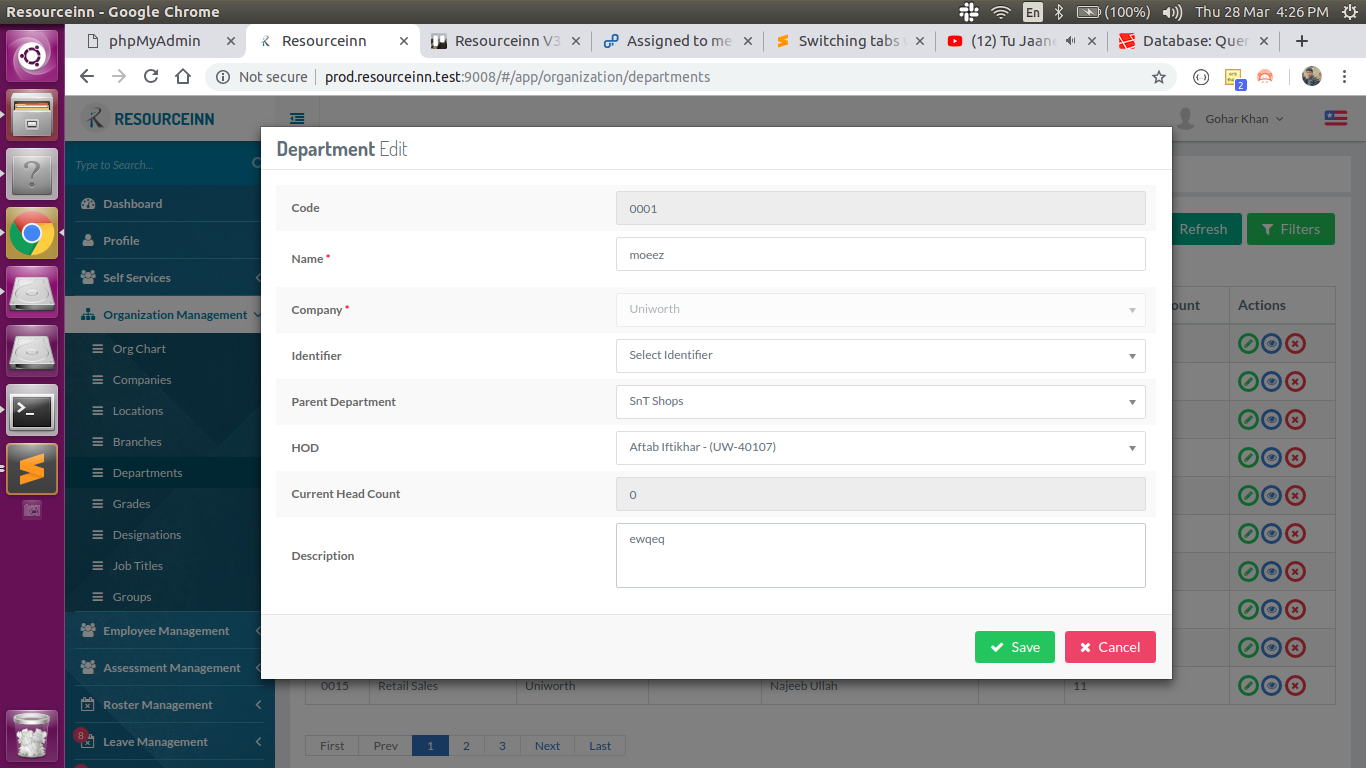 Resourceinn - Google Chrome
En (100%) Thu 28 Mar 4:26 PM
phpMyAdmin Resourceinn Resourceinn V3 Assigned to me Switching tabs (12) Tu Jaane Database: Quer
Not secure prod.resourceinn.test:9008/#/app/organization/departments
2
RESOURCEINN
Gohar Khan
Type to Search...
Dashboard
Profile
Self Services
Organization Management
Org Chart
Companies
Locations
Branches
Departments
Grades
Designations
Job Titles
Groups
Employee Management
Assessment Management
Roster Management
8
Leave Management
Refresh Filters
ount Actions
Department Edit
Code 0001
Name * moeez
Company * Uniworth
Identifier Select Identifier
Parent Department SnT Shops
HOD Aftab Iftikhar - (UW-40107)
Current Head Count 0
Description ewqeq
Save Cancel
0015 Retail Sales Uniworth Najeeb Ullah 11
First Prev 1 2 3 Next Last